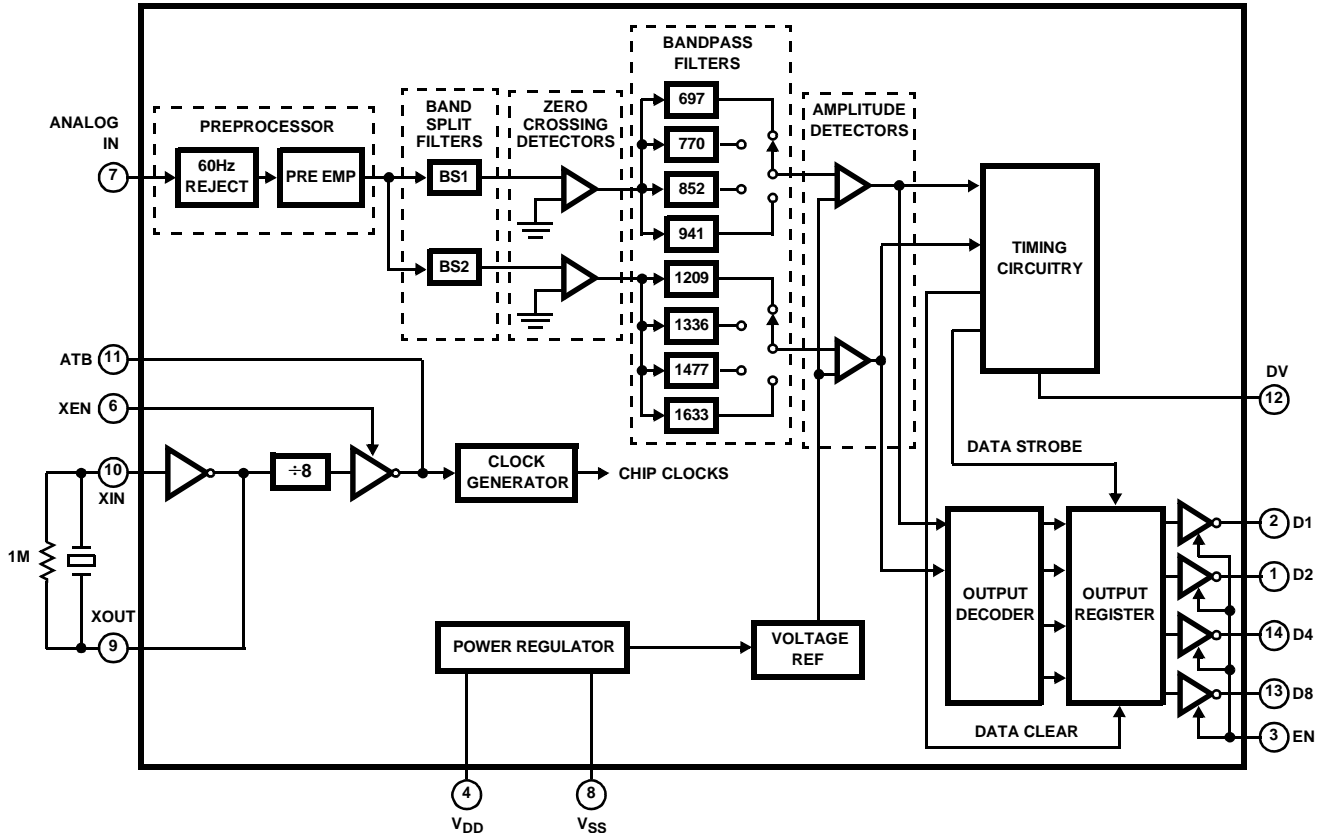 BANDPASS
FILTERS
697
770
852
941
1209
1336
1477
1633
ANALOG
IN
7
PREPROCESSOR
60Hz
REJECT
PRE EMP
BAND
SPLIT
FILTERS
BS1
BS2
ZERO
CROSSING
DETECTORS
AMPLITUDE
DETECTORS
TIMING
CIRCUITRY
DV
12
ATB
11
XEN
6
10
XIN
÷8
CLOCK
GENERATOR
CHIP CLOCKS
1M
XOUT
9
DATA STROBE
OUTPUT
DECODER
OUTPUT
REGISTER
2 D1
1 D2
14 D4
13 D8
3 EN
DATA CLEAR
POWER REGULATOR
VOLTAGE
REF
4
VDD
8
VSS